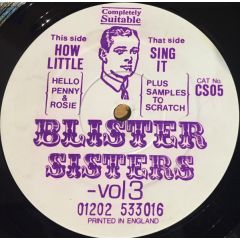 Completely
Suitable
This side
HOW
LITTLE
HELLO
PENNY &
ROSIE
That side
SING
IT
PLUS
SAMPLES
TO
SCRATCH
CAT No.
CS05
BLISTER
SISTERS
-vol3
01202 533016
PRINTED IN ENGLAND